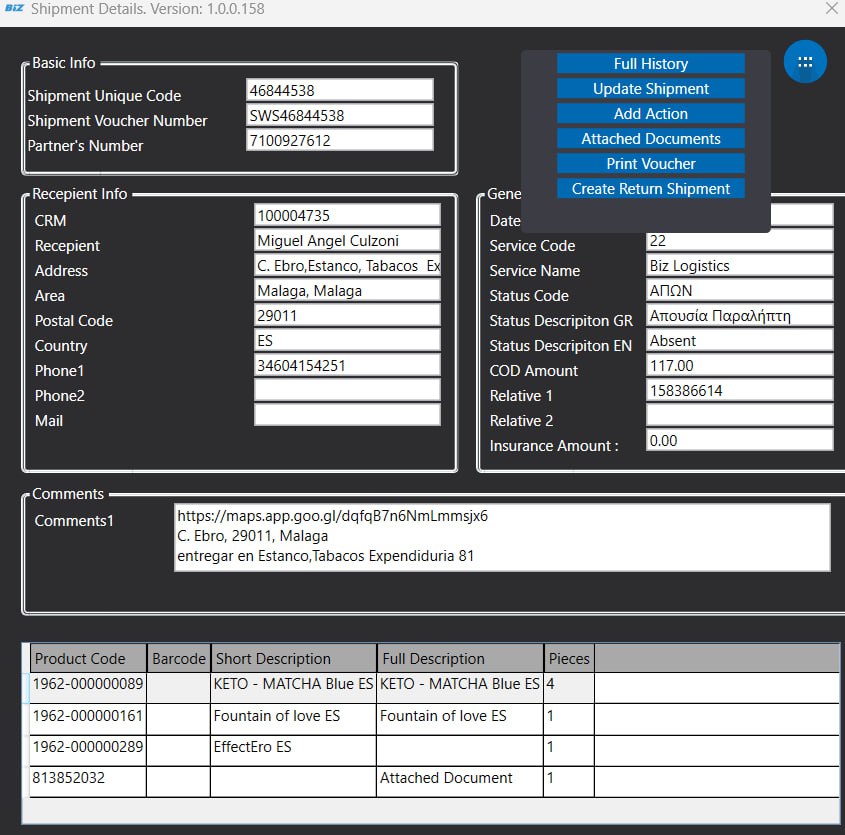 BiZ Shipment Details. Version: 1.0.0.158
Basic Info
Shipment Unique Code 46844538
Shipment Voucher Number SWS46844538
Partner's Number 7100927612
Full History
Update Shipment
Add Action
Attached Documents
Print Voucher
Create Return Shipment
Recepient Info
CRM 100004735
Recepient Miguel Angel Culzoni
Address C. Ebro,Estanco, Tabacos Ex
Area Malaga, Malaga
Postal Code 29011
Country ES
Phone1 34604154251
Phone2
Mail
Gene
Date
Service Code 22
Service Name Biz Logistics
Status Code ΑΠΩΝ
Status Descripiton GR Απουσία Παραλήπτη
Status Descripiton EN Absent
COD Amount 117.00
Relative 1 158386614
Relative 2
Insurance Amount : 0.00
Comments
Comments1
https://maps.app.goo.gl/dqfqB7n6NmLmmsjx6
C. Ebro, 29011, Malaga
entregar en Estanco,Tabacos Expendiduria 81
Product Code Barcode Short Description Full Description Pieces
1962-000000089 KETO - MATCHA Blue ES KETO - MATCHA Blue ES 4
1962-000000161 Fountain of love ES Fountain of love ES 1
1962-000000289 EffectEro ES 1
813852032 Attached Document 1